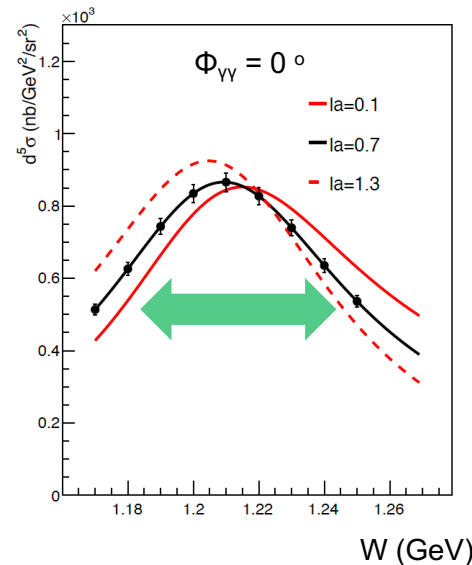 ×10³
Φγγ = 0 º
la=0.1
la=0.7
la=1.3
d⁵σ (nb/GeV²/sr²)
1.2
1
0.8
0.6
0.4
0.2
0
1.18 1.2 1.22 1.24 1.26
W (GeV)